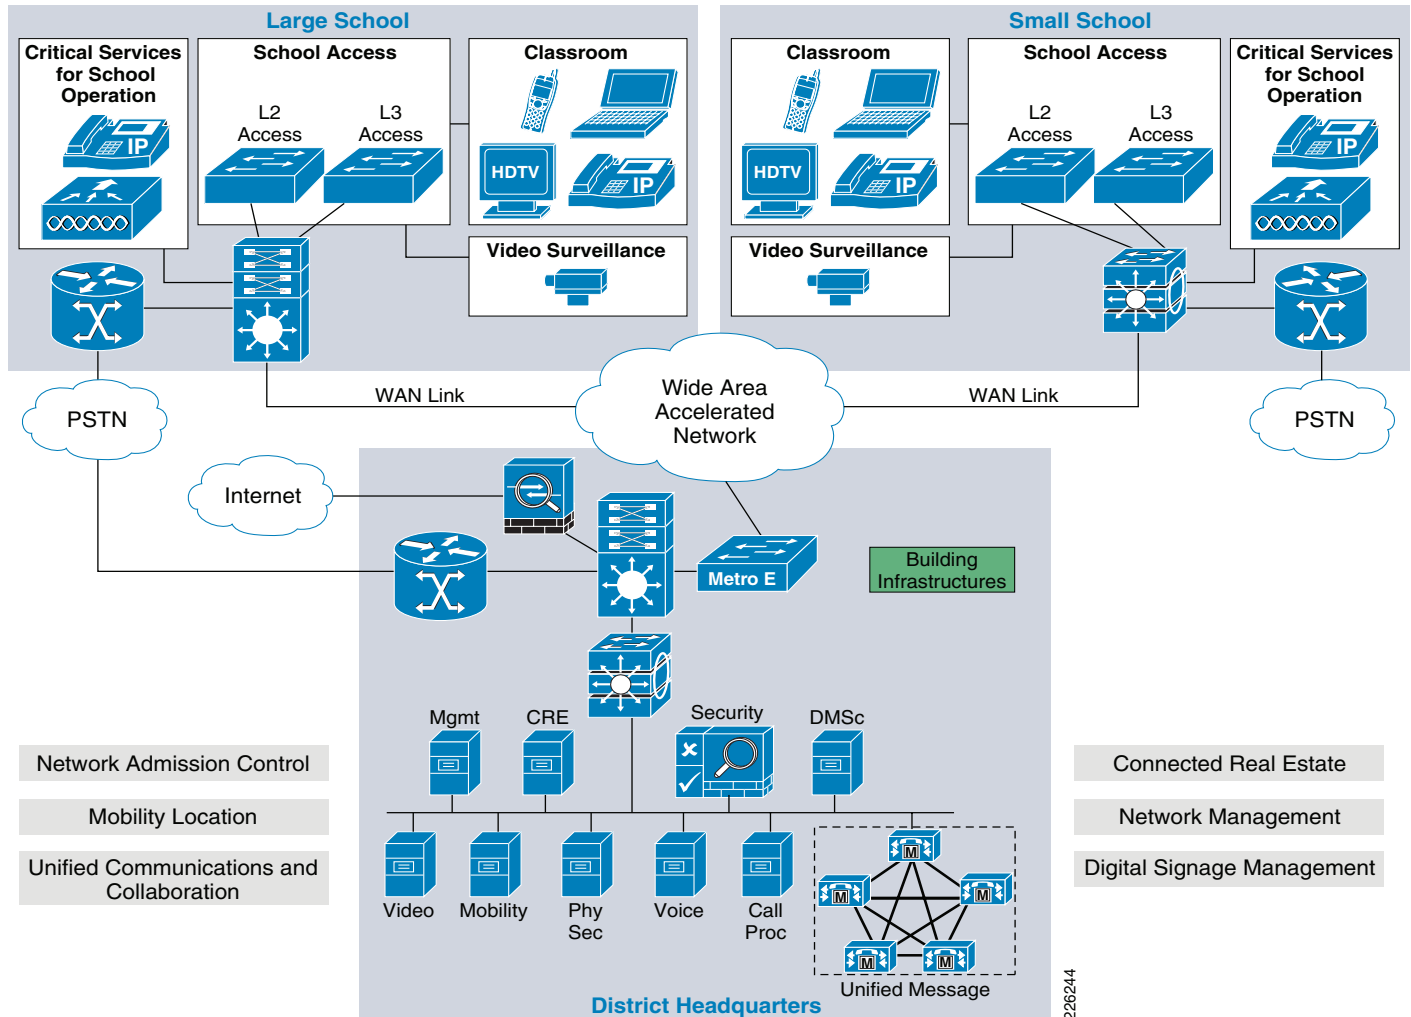 Large School
Small School
Critical Services
for School
Operation
IP
School Access
L2
Access
L3
Access
Classroom
HDTV
IP
Video Surveillance
Classroom
HDTV
IP
Video Surveillance
School Access
L2
Access
L3
Access
Critical Services
for School
Operation
IP
WAN Link
Wide Area
Accelerated
Network
WAN Link
PSTN
PSTN
Internet
Metro E
Building
Infrastructures
Mgmt
CRE
Security
DMSc
Network Admission Control
Mobility Location
Unified Communications and
Collaboration
Connected Real Estate
Network Management
Digital Signage Management
Video
Mobility
Phy
Sec
Voice
Call
Proc
M
M
M
M
M
Unified Message
District Headquarters
226244